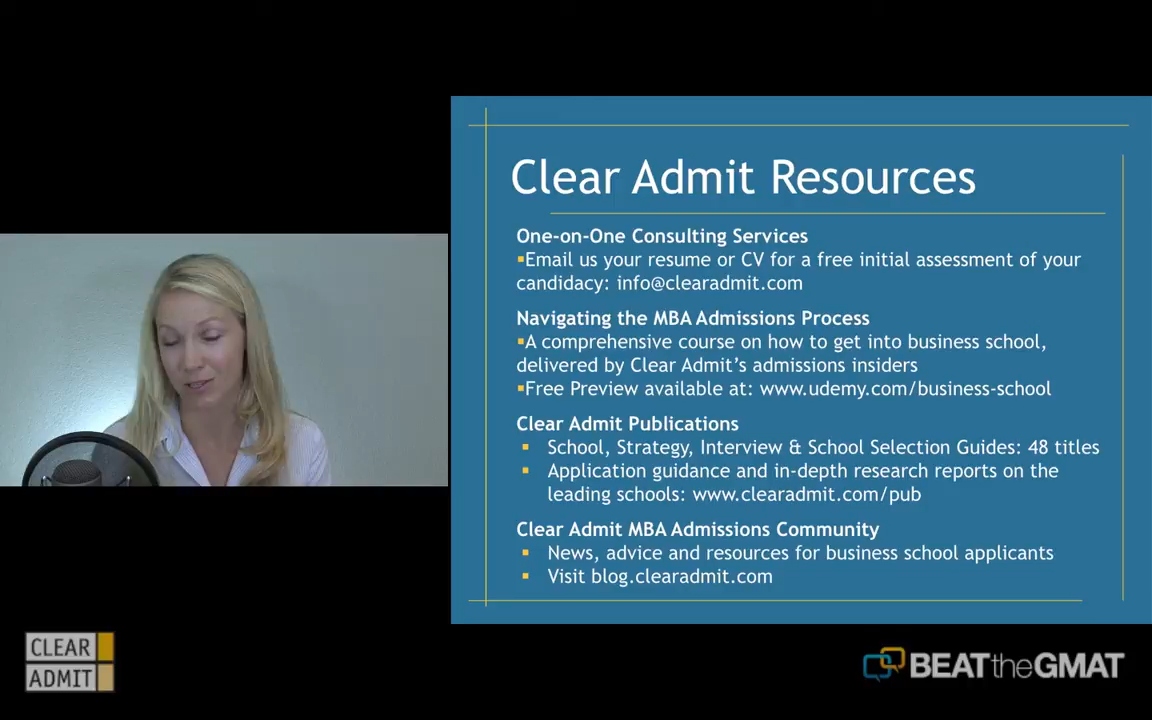 Clear Admit Resources
One-on-One Consulting Services
▪Email us your resume or CV for a free initial assessment of your
candidacy: info@clearadmit.com
Navigating the MBA Admissions Process
▪A comprehensive course on how to get into business school,
delivered by Clear Admit’s admissions insiders
▪Free Preview available at: www.udemy.com/business-school
Clear Admit Publications
▪ School, Strategy, Interview & School Selection Guides: 48 titles
▪ Application guidance and in-depth research reports on the
leading schools: www.clearadmit.com/pub
Clear Admit MBA Admissions Community
▪ News, advice and resources for business school applicants
▪ Visit blog.clearadmit.com
CLEAR
ADMIT
BEATtheGMAT